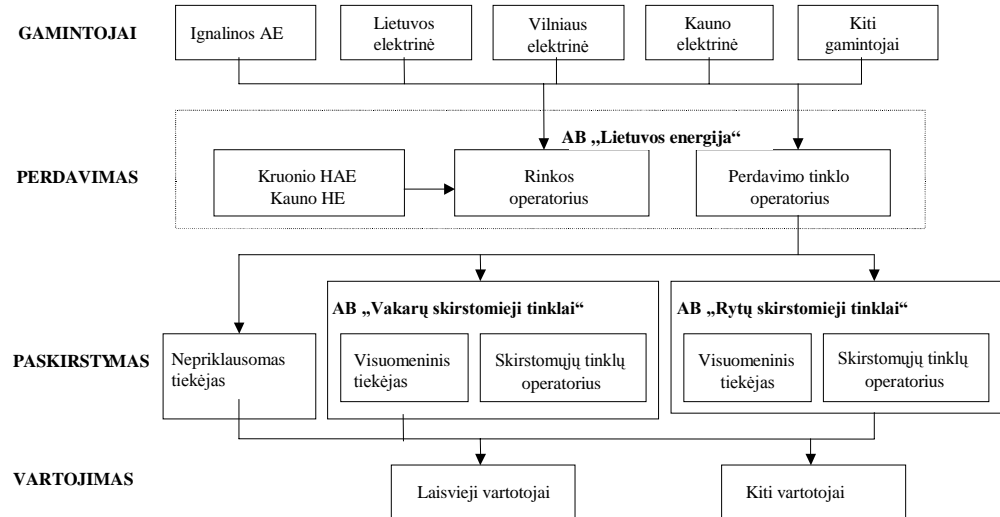 GAMINTOJAI
Ignalinos AE
Lietuvos
elektrinė
Vilniaus
elektrinė
Kauno
elektrinė
Kiti
gamintojai
AB „Lietuvos energija“
PERDAVIMAS
Kruonio HAE
Kauno HE
Rinkos
operatorius
Perdavimo tinklo
operatorius
AB „Vakarų skirstomieji tinklai“
AB „Rytų skirstomieji tinklai“
PASKIRSTYMAS
Nepriklausomas
tiekėjas
Visuomeninis
tiekėjas
Skirstomųjų tinklų
operatorius
Visuomeninis
tiekėjas
Skirstomųjų tinklų
operatorius
VARTOJIMAS
Laisvieji vartotojai
Kiti vartotojai